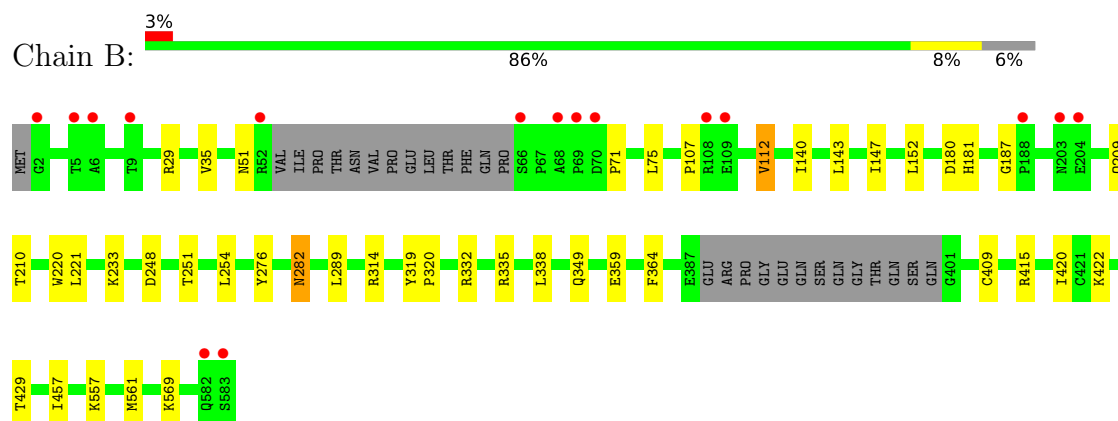 3%
Chain B:
86% 8% 6%
MET G2 T5 A6 T9 R29 V35 N51 R52 VAL ILE PRO THR ASN VAL PRO GLU LEU THR PHE GLN PRO S66 P67 A68 P69 D70 P71 L75 P107 R108 E109 V112 I140 L143 I147 L152 D180 H181 G187 P188 N203 E204 Q209
T210 W220 L221 K233 D248 T251 L254 Y276 N282 L289 R314 Y319 P320 R332 R335 L338 Q349 E359 F364 E387 GLU ARG PRO GLY GLU GLN SER GLN GLY THR GLN SER GLN G401 C409 R415 I420 C421 K422
T429 I457 K557 M561 K569 Q582 S583